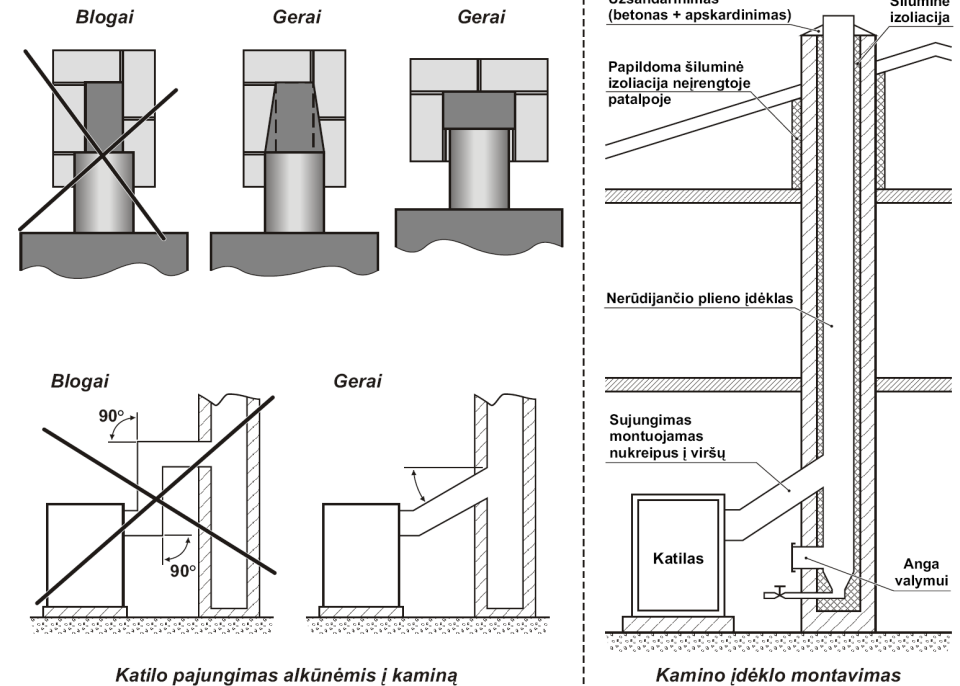 Blogai
Gerai
Gerai
Blogai
Gerai
90°
90°
Katilo pajungimas alkūnėmis į kaminą
(betonas + apskardinimas)
izoliacija
Papildoma šiluminė
izoliacija neįrengtoje
patalpoje
Nerūdijančio plieno įdėklas
Sujungimas
montuojamas
nukreipus į viršų
Katilas
Anga
valymui
Kamino įdėklo montavimas